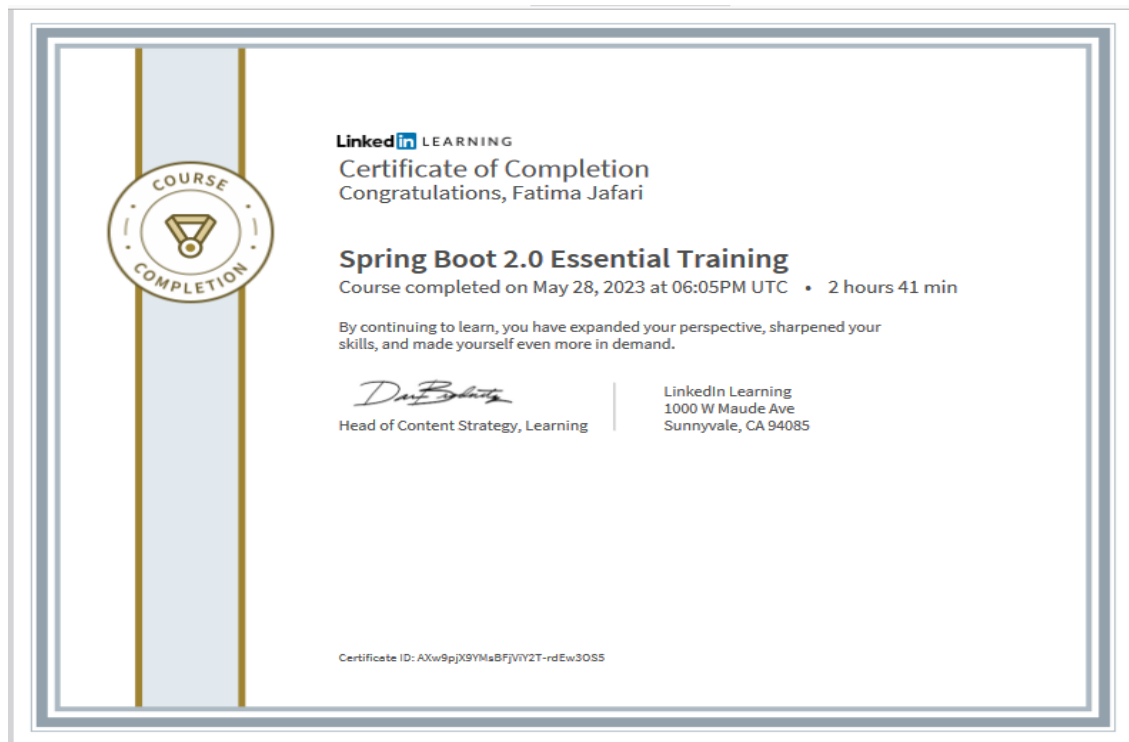 COURSE
COMPLETION
Linked in LEARNING
Certificate of Completion
Congratulations, Fatima Jafari
Spring Boot 2.0 Essential Training
Course completed on May 28, 2023 at 06:05PM UTC • 2 hours 41 min
By continuing to learn, you have expanded your perspective, sharpened your
skills, and made yourself even more in demand.
Head of Content Strategy, Learning
LinkedIn Learning
1000 W Maude Ave
Sunnyvale, CA 94085
Certificate ID: AXw9pjX9YMsBFjViY2T-rdEw3OS5